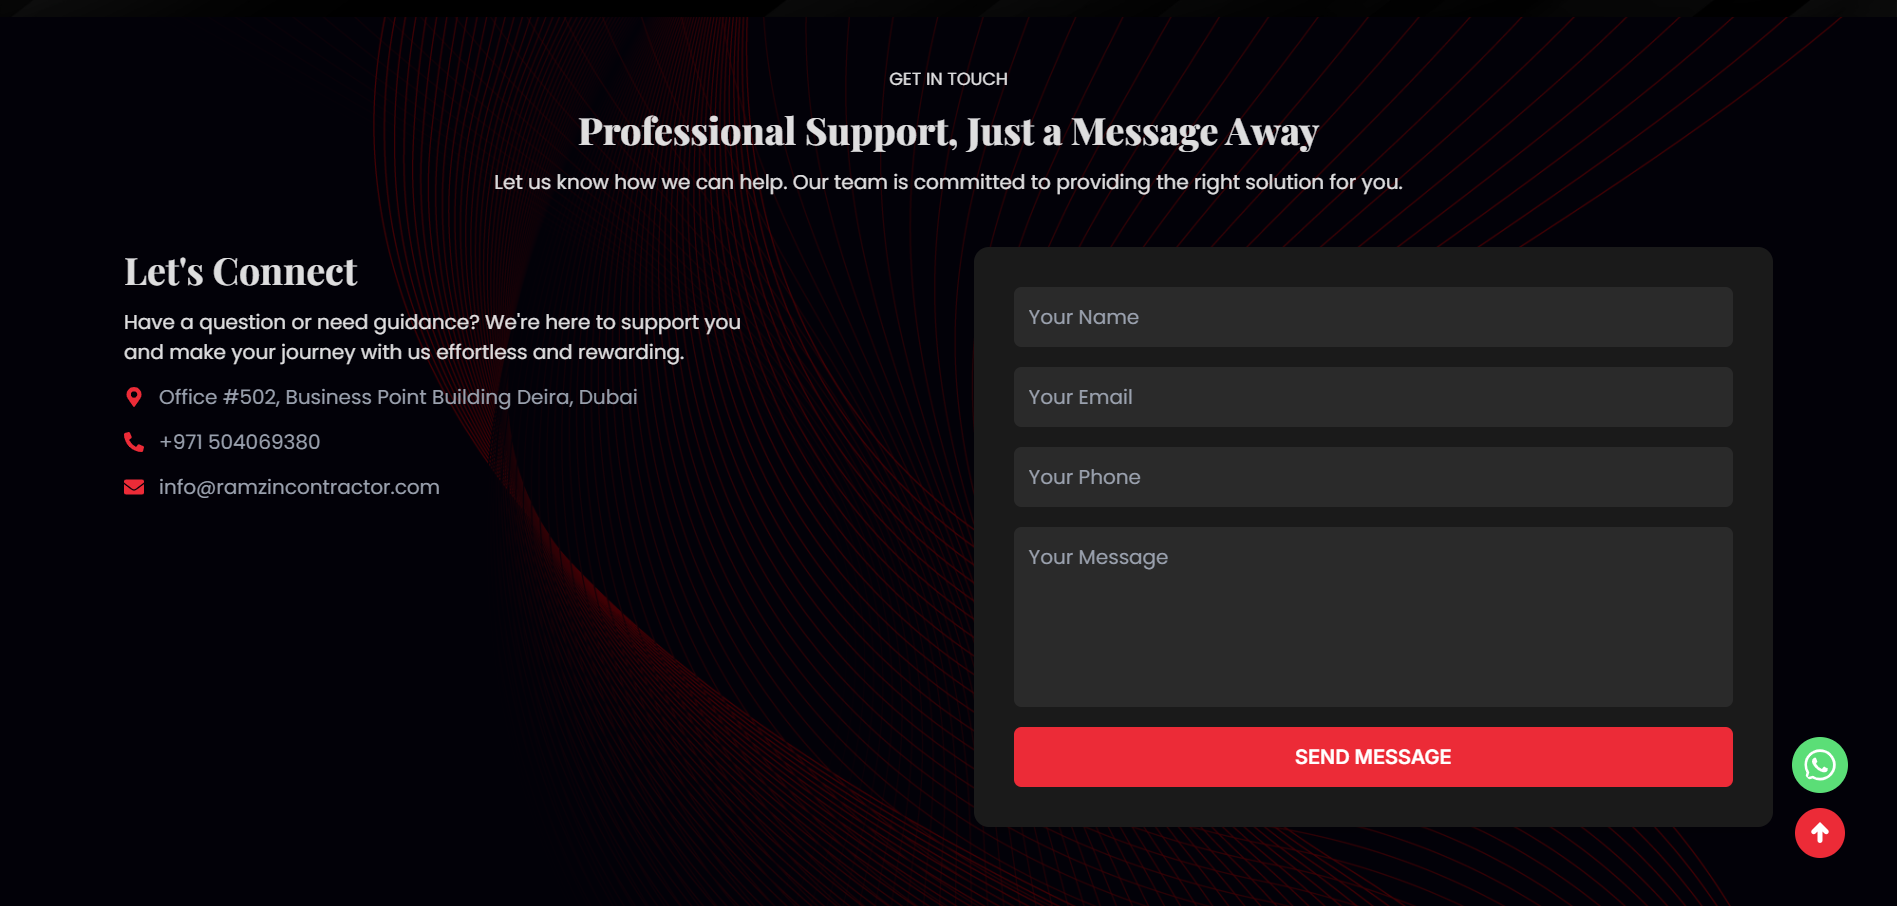 GET IN TOUCH
Professional Support, Just a Message Away
Let us know how we can help. Our team is committed to providing the right solution for you.
Let's Connect
Have a question or need guidance? We're here to support you
and make your journey with us effortless and rewarding.
Office #502, Business Point Building Deira, Dubai
+971 504069380
info@ramzincontractor.com
Your Name
Your Email
Your Phone
Your Message
SEND MESSAGE